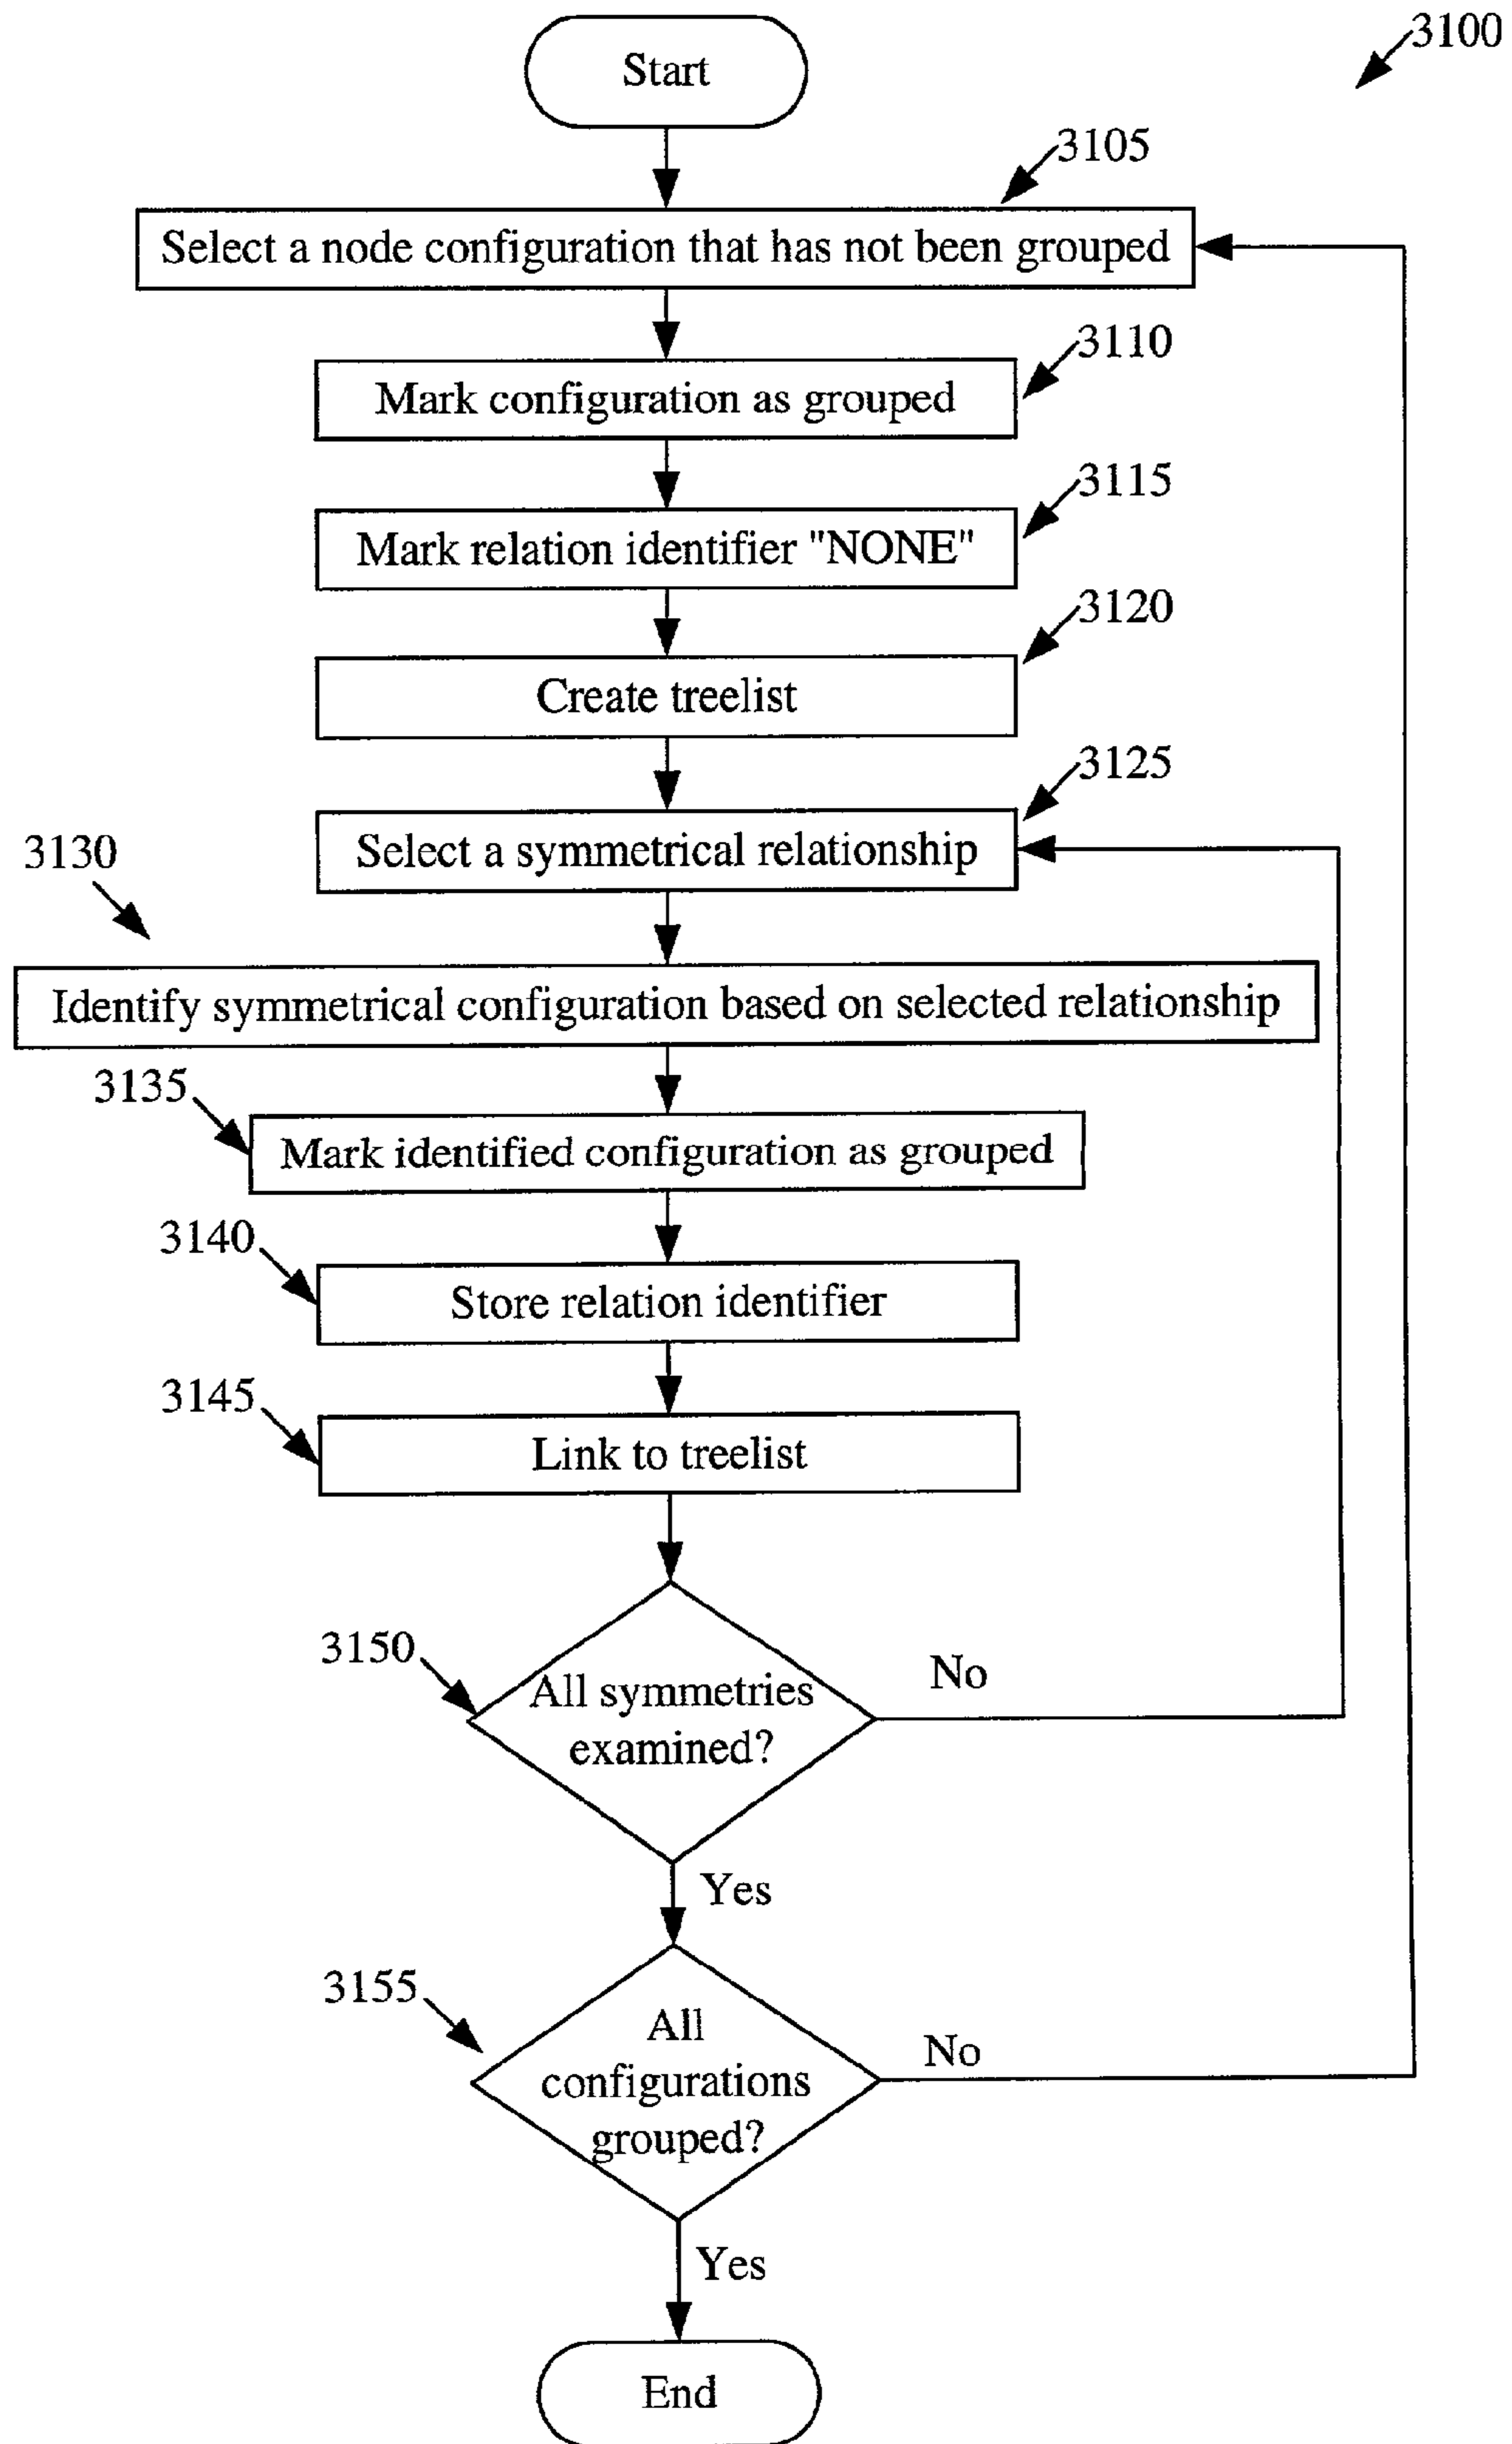 3100
Start
3105
Select a node configuration that has not been grouped
3110
Mark configuration as grouped
3115
Mark relation identifier "NONE"
3120
Create treelist
3125
Select a symmetrical relationship
3130
Identify symmetrical configuration based on selected relationship
3135
Mark identified configuration as grouped
3140
Store relation identifier
3145
Link to treelist
3150
All symmetries
examined?
No
Yes
3155
All
configurations
grouped?
No
Yes
End